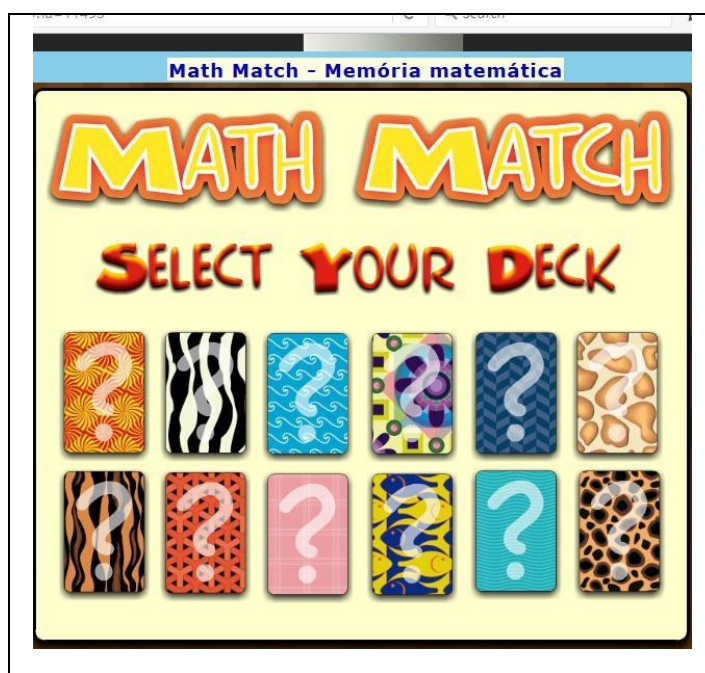 Math Match - Memória matemática
MATH MATCH
SELECT YOUR DECK
? ? ? ? ? ?
? ? ? ? ? ?